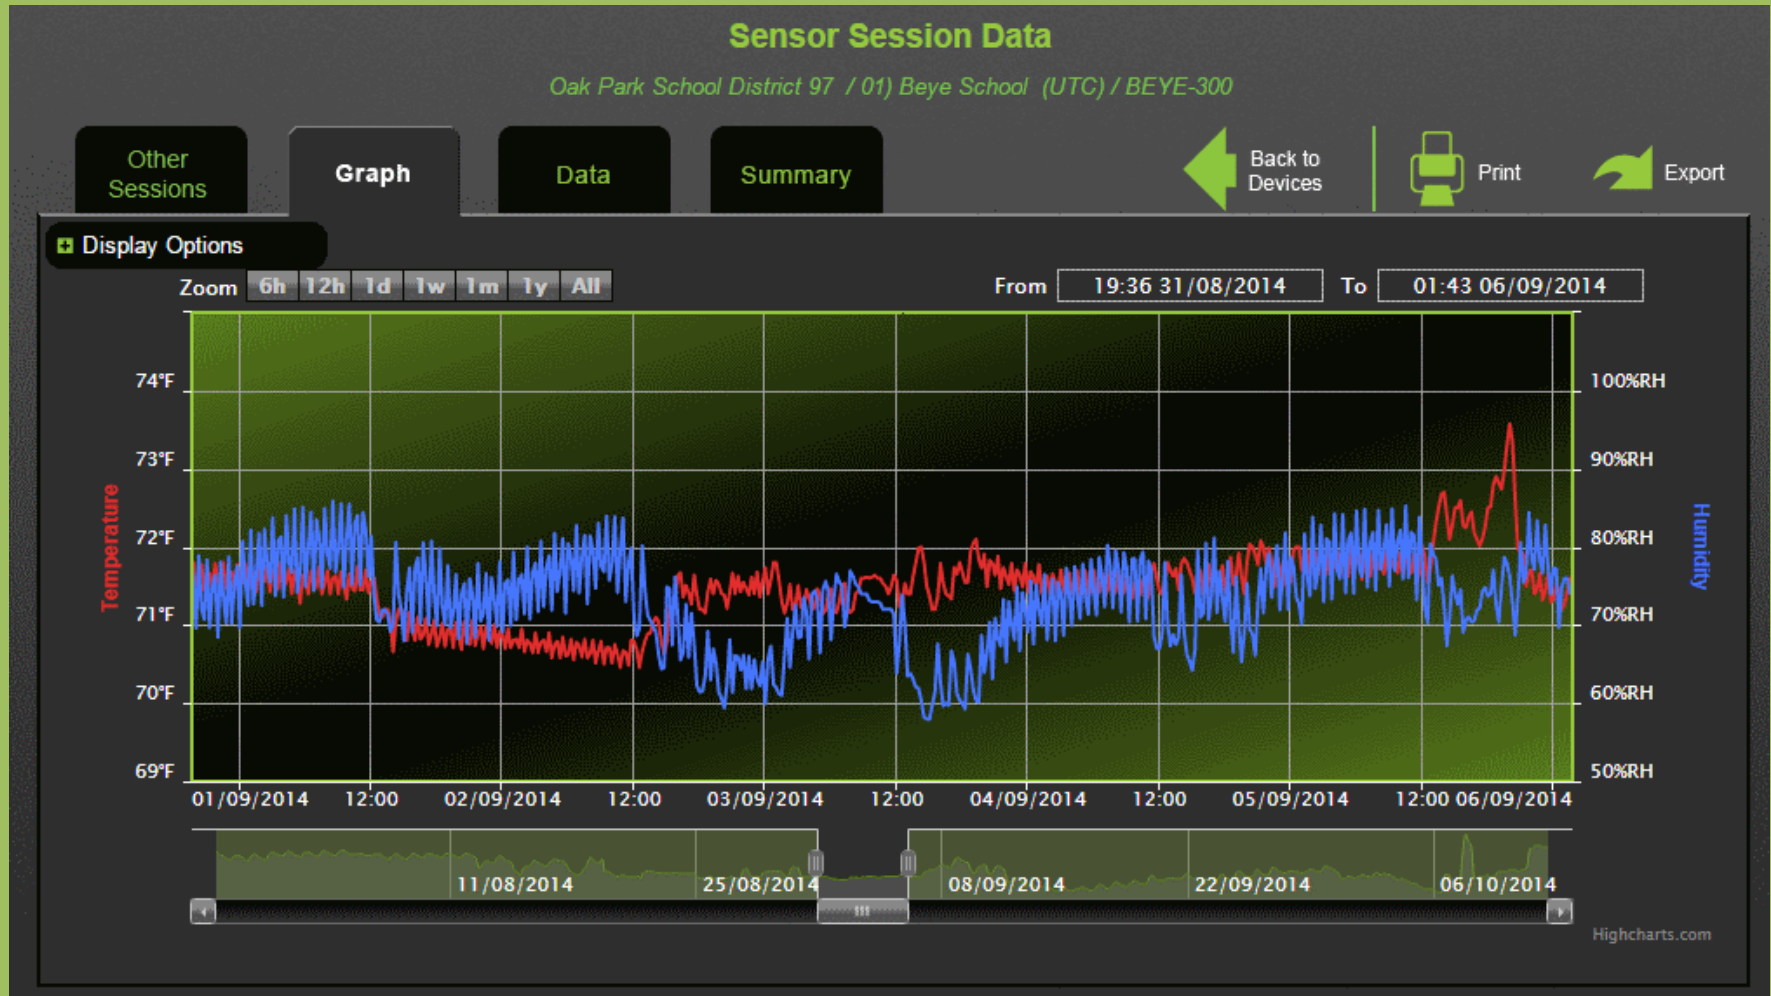 Sensor Session Data
Oak Park School District 97 / 01) Beye School (UTC) / BEYE-300
Other
Sessions
Graph
Data
Summary
Back to
Devices
Print
Export
Display Options
Zoom 6h 12h 1d 1w 1m 1y All
From 19:36 31/08/2014 To 01:43 06/09/2014
74°F
73°F
72°F
71°F
70°F
69°F
Temperature
100%RH
90%RH
80%RH
70%RH
60%RH
50%RH
Humidity
01/09/2014 12:00 02/09/2014 12:00 03/09/2014 12:00 04/09/2014 12:00 05/09/2014 12:00 06/09/2014
11/08/2014 25/08/2014 08/09/2014 22/09/2014 06/10/2014
Highcharts.com